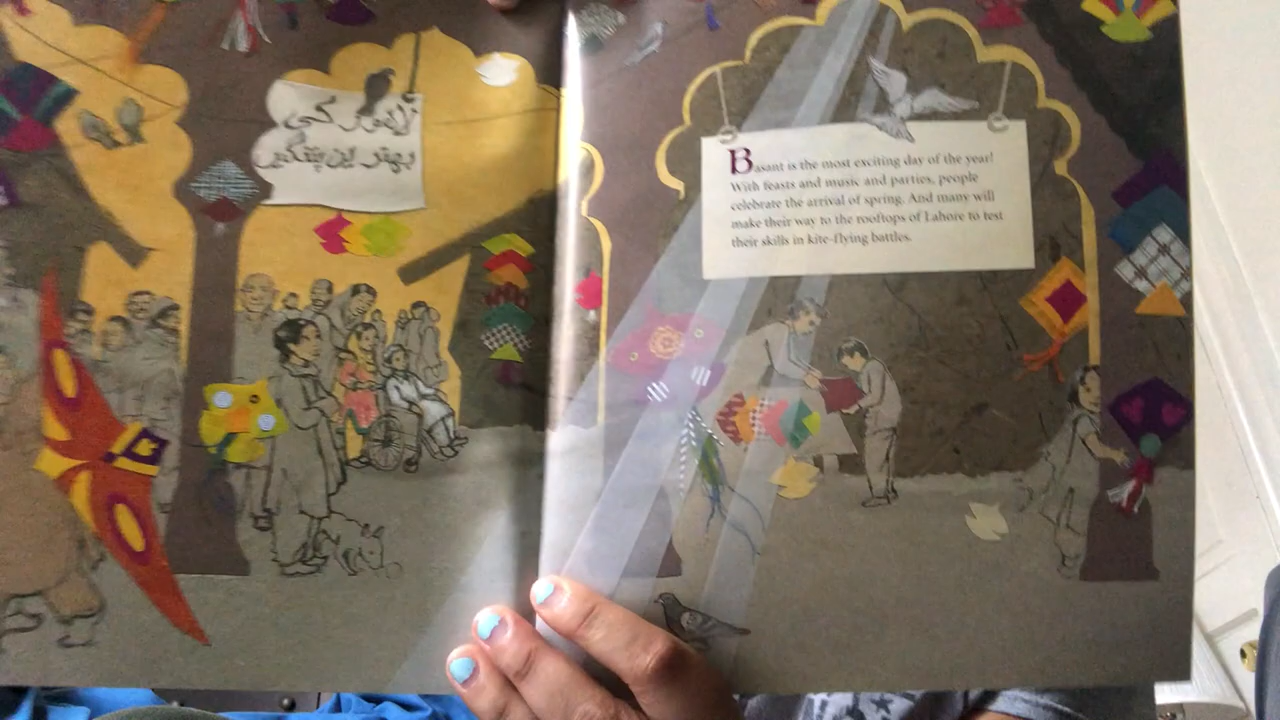 لاہور کی
بہترین پتنگیں
Basant is the most exciting day of the year!
With feasts and music and parties, people
celebrate the arrival of spring. And many will
make their way to the rooftops of Lahore to test
their skills in kite-flying battles.